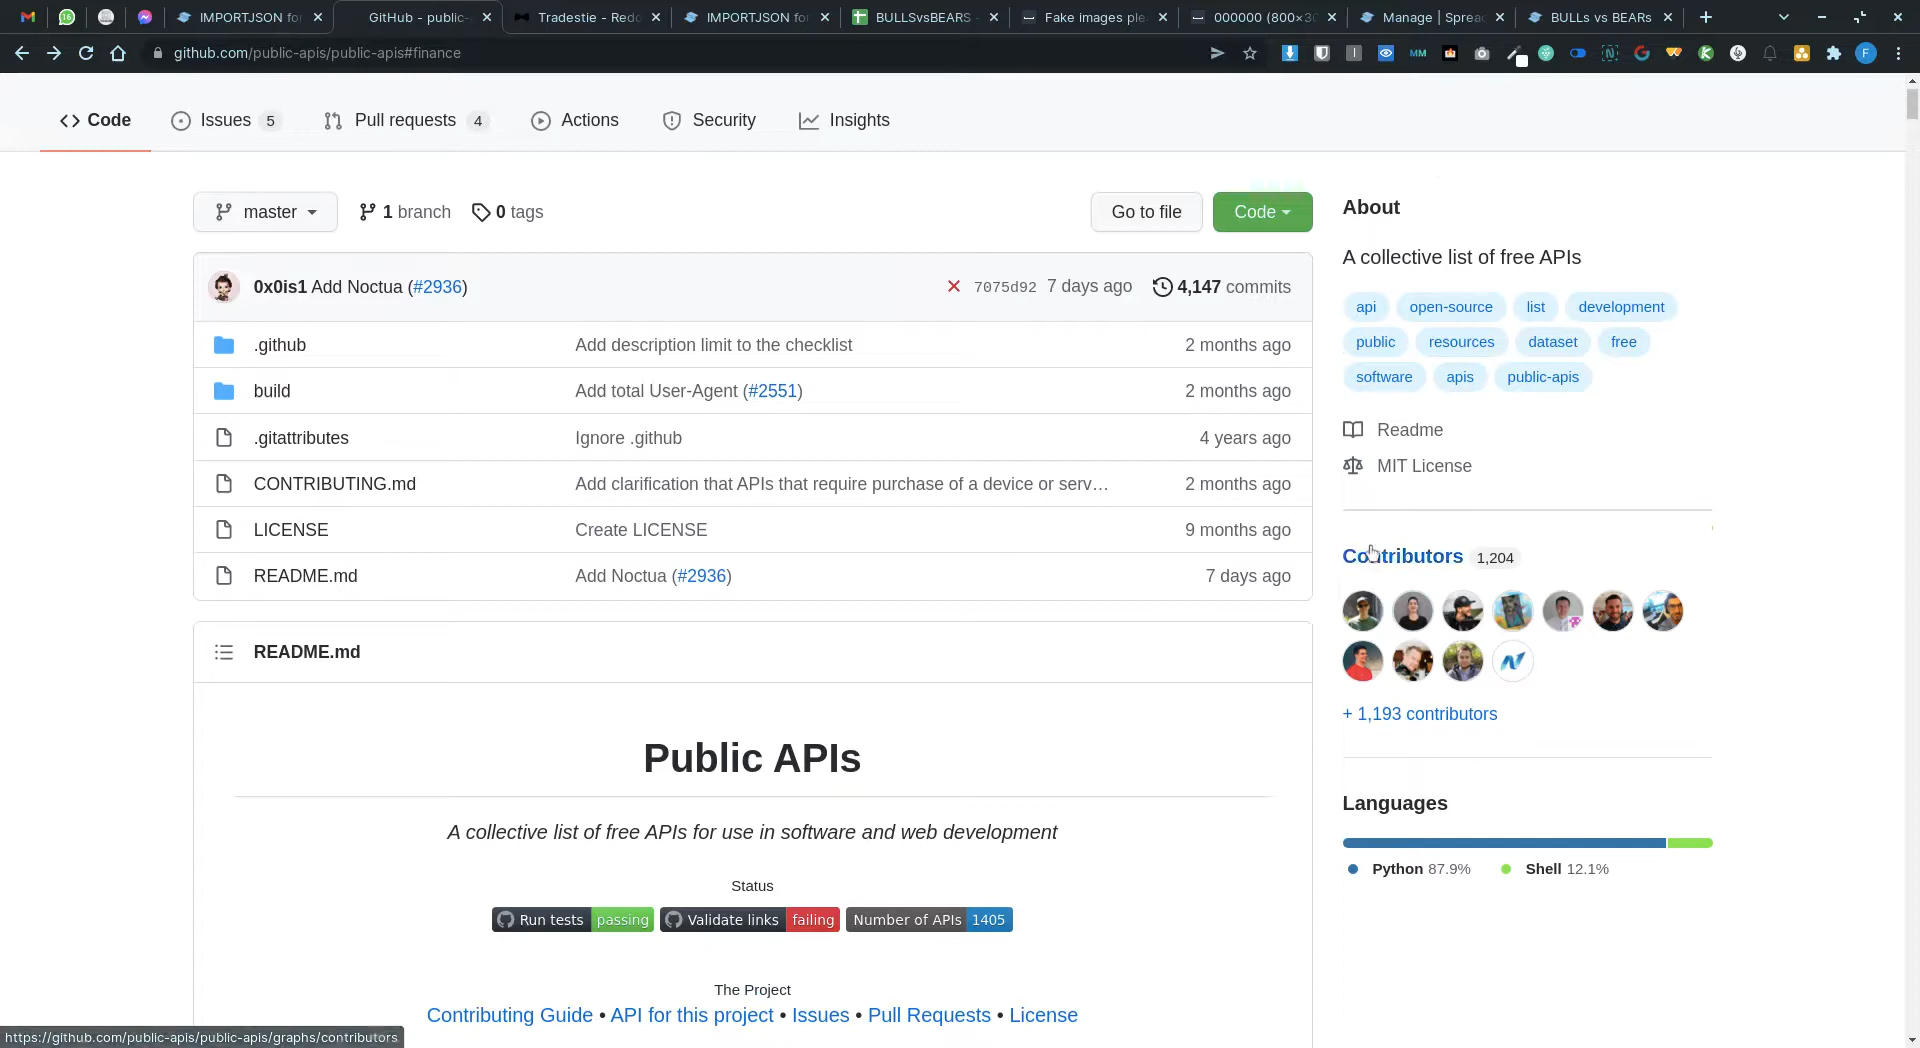 IMPORTJSON for
GitHub - public-
Tradestie - Redd
IMPORTJSON for
BULLSvsBEARS -
Fake images ple
000000 (800×30
Manage | Spread
BULLs vs BEARs
github.com/public-apis/public-apis#finance
Code
Issues 5
Pull requests 4
Actions
Security
Insights
master
1 branch
0 tags
Go to file
Code
0x0is1 Add Noctua (#2936)
7075d92 7 days ago
4,147 commits
.github
Add description limit to the checklist
2 months ago
build
Add total User-Agent (#2551)
2 months ago
.gitattributes
Ignore .github
4 years ago
CONTRIBUTING.md
Add clarification that APIs that require purchase of a device or serv…
2 months ago
LICENSE
Create LICENSE
9 months ago
README.md
Add Noctua (#2936)
7 days ago
README.md
Public APIs
A collective list of free APIs for use in software and web development
Status
Run tests passing
Validate links failing
Number of APIs 1405
The Project
Contributing Guide • API for this project • Issues • Pull Requests • License
About
A collective list of free APIs
api open-source list development
public resources dataset free
software apis public-apis
Readme
MIT License
Contributors 1,204
+ 1,193 contributors
Languages
Python 87.9%
Shell 12.1%
https://github.com/public-apis/public-apis/graphs/contributors